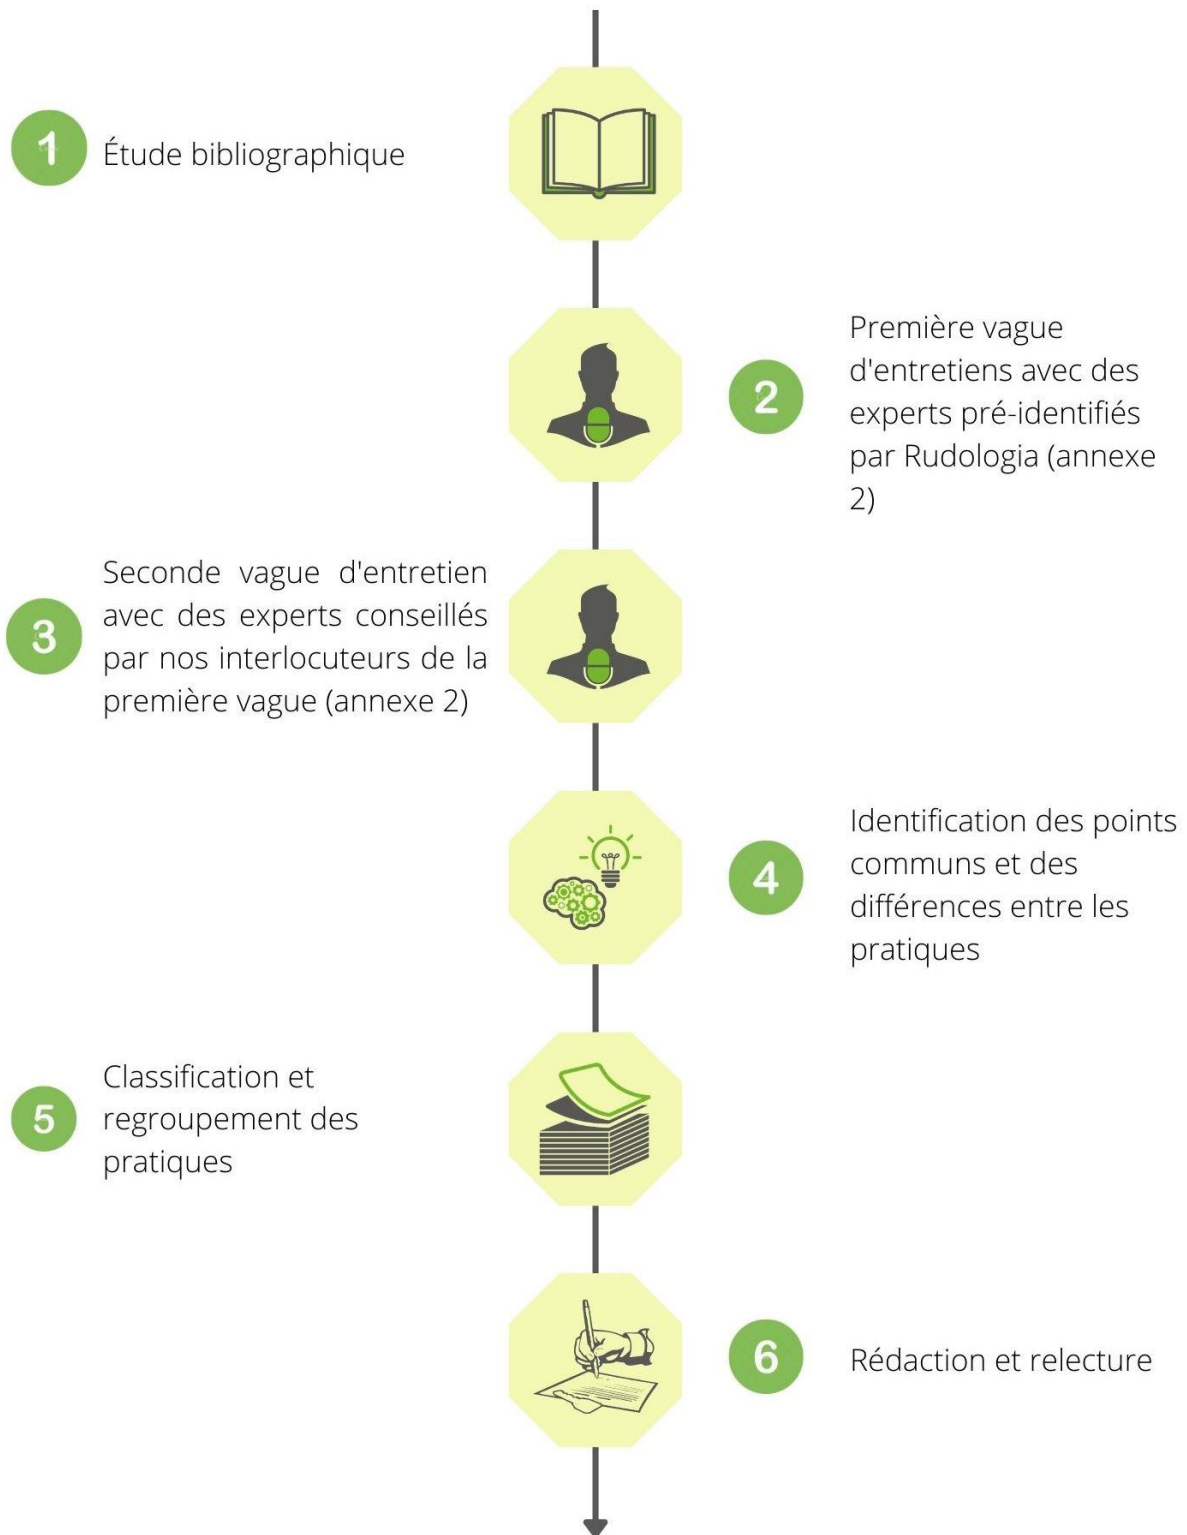 1
Étude bibliographique
2
Première vague
d'entretiens avec des
experts pré-identifiés
par Rudologia (annexe
2)
3
Seconde vague d'entretien
avec des experts conseillés
par nos interlocuteurs de la
première vague (annexe 2)
4
Identification des points
communs et des
différences entre les
pratiques
5
Classification et
regroupement des
pratiques
6
Rédaction et relecture